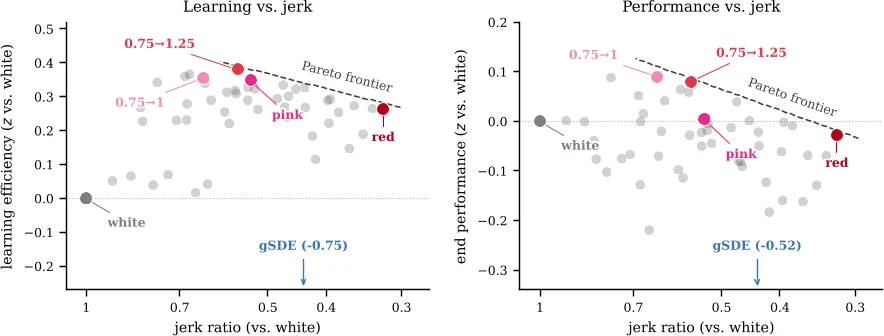 Learning vs. jerk
0.5
0.4
0.3
0.2
0.1
0.0
−0.1
−0.2
learning efficiency (z vs. white)
0.75→1.25
0.75→1
Pareto frontier
pink
red
white
gSDE (-0.75)
1
0.7
0.5
0.4
0.3
jerk ratio (vs. white)
Performance vs. jerk
0.2
0.1
0.0
−0.1
−0.2
−0.3
end performance (z vs. white)
0.75→1
0.75→1.25
Pareto frontier
white
pink
red
gSDE (-0.52)
1
0.7
0.5
0.4
0.3
jerk ratio (vs. white)